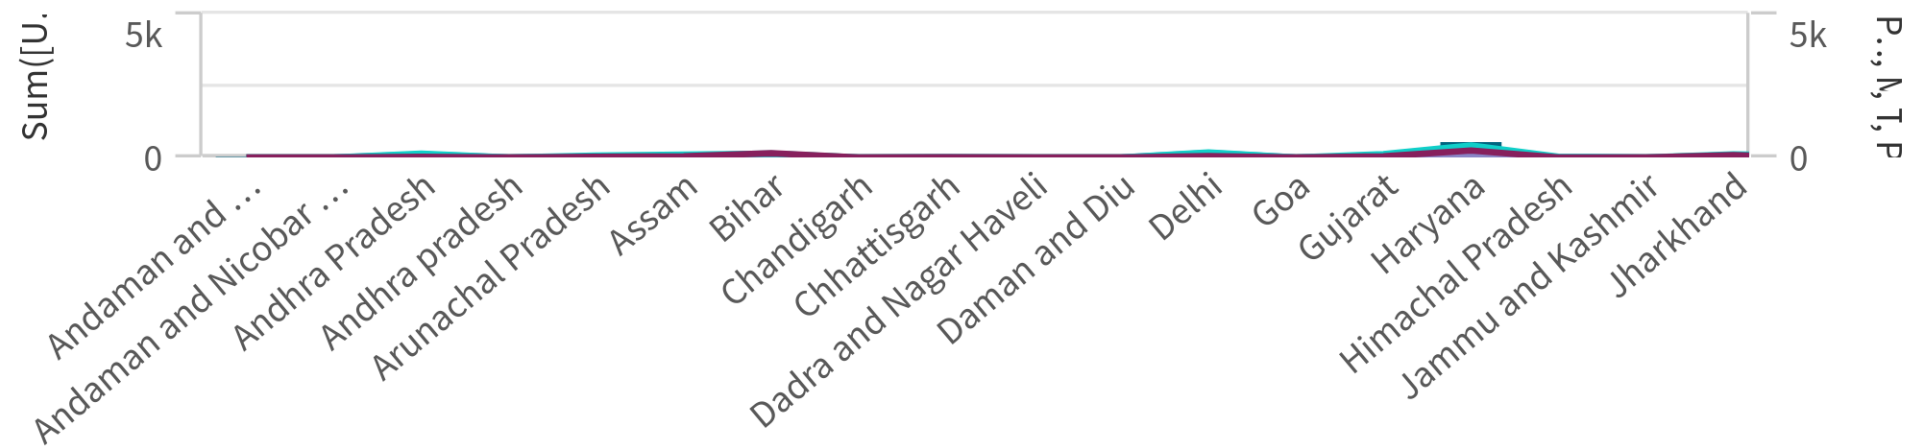 Sum([U.
5k
0
5k
0
P..., N, T, P
Andaman and ...
Andaman and Nicobar ...
Andhra Pradesh
Andhra pradesh
Arunachal Pradesh
Assam
Bihar
Chandigarh
Chhattisgarh
Dadra and Nagar Haveli
Daman and Diu
Delhi
Goa
Gujarat
Haryana
Himachal Pradesh
Jammu and Kashmir
Jharkhand